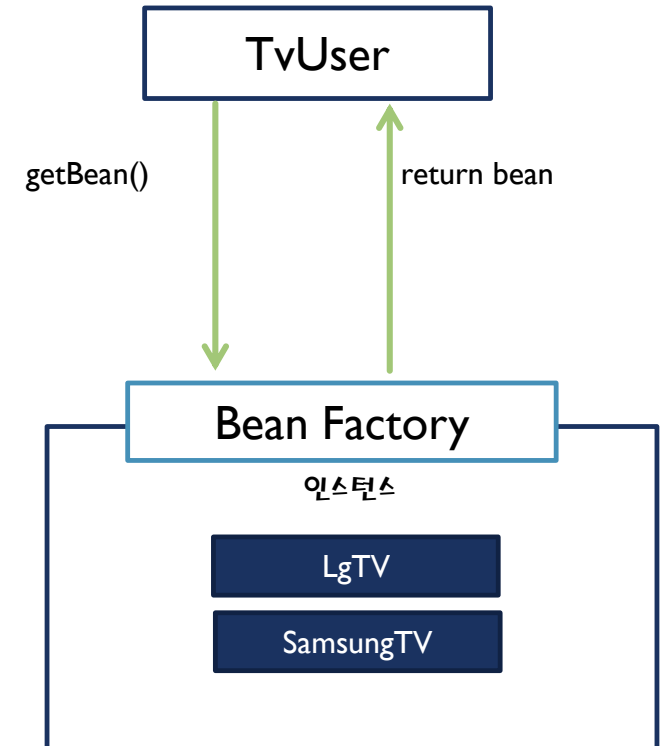 TvUser
getBean()
return bean
Bean Factory
인스턴스
LgTV
SamsungTV